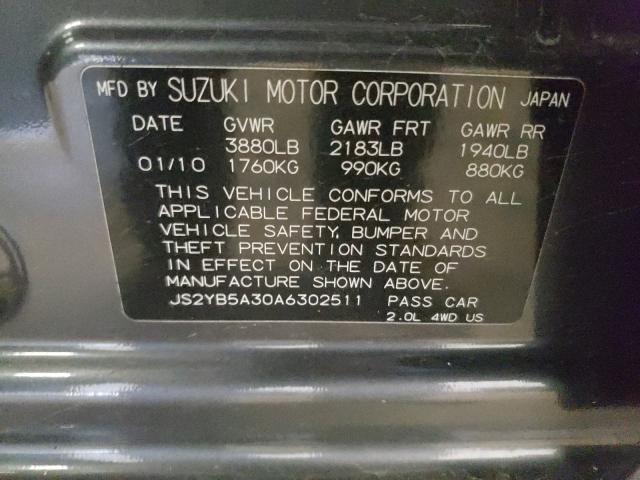 MFD BY SUZUKI MOTOR CORPORATION JAPAN
DATE GVWR GAWR FRT GAWR RR
3880LB 2183LB 1940LB
01/10 1760KG 990KG 880KG
THIS VEHICLE CONFORMS TO ALL
APPLICABLE FEDERAL MOTOR
VEHICLE SAFETY, BUMPER AND
THEFT PREVENTION STANDARDS
IN EFFECT ON THE DATE OF
MANUFACTURE SHOWN ABOVE.
JS2YB5A30A6302511 PASS CAR
2.0L 4WD US